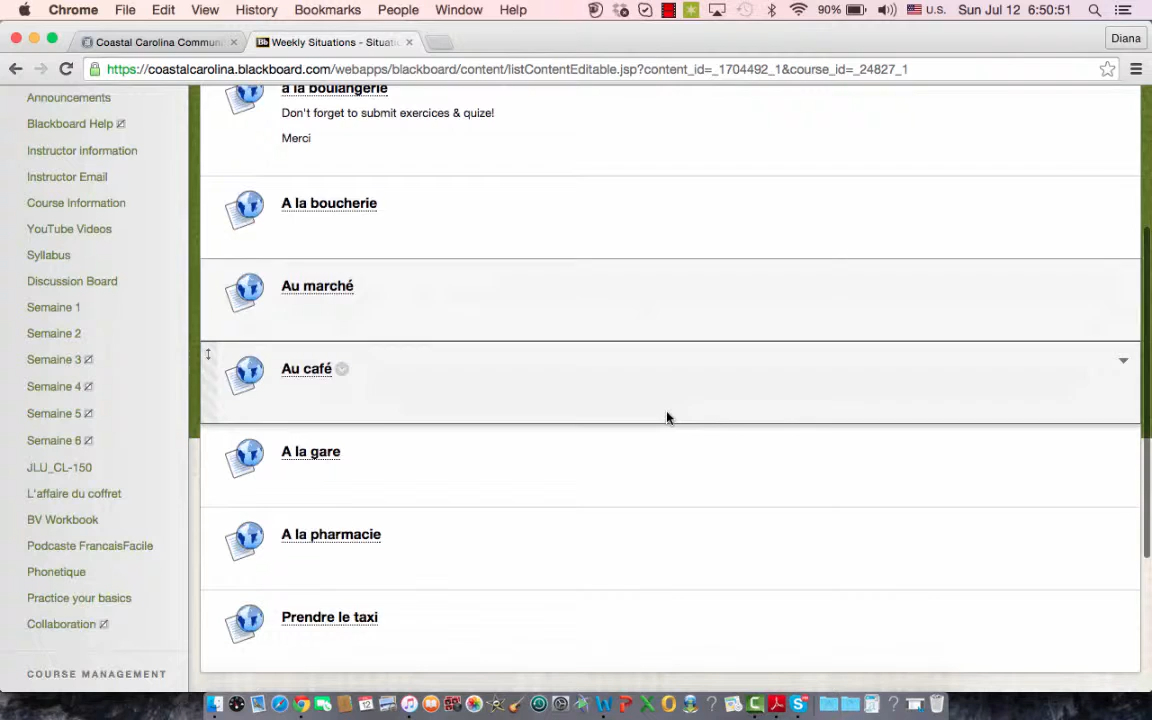 Chrome File Edit View History Bookmarks People Window Help 90% U.S. Sun Jul 12 6:50:51
Coastal Carolina Commun
Bb Weekly Situations - Situati
Diana
https://coastalcarolina.blackboard.com/webapps/blackboard/content/listContentEditable.jsp?content_id=_1704492_1&course_id=_24827_1
Announcements
Blackboard Help
Instructor information
Instructor Email
Course Information
YouTube Videos
Syllabus
Discussion Board
Semaine 1
Semaine 2
Semaine 3
Semaine 4
Semaine 5
Semaine 6
JLU_CL-150
L'affaire du coffret
BV Workbook
Podcaste FrancaisFacile
Phonetique
Practice your basics
Collaboration
COURSE MANAGEMENT
à la boulangerie
Don't forget to submit exercices & quize!
Merci
A la boucherie
Au marché
Au café
A la gare
A la pharmacie
Prendre le taxi